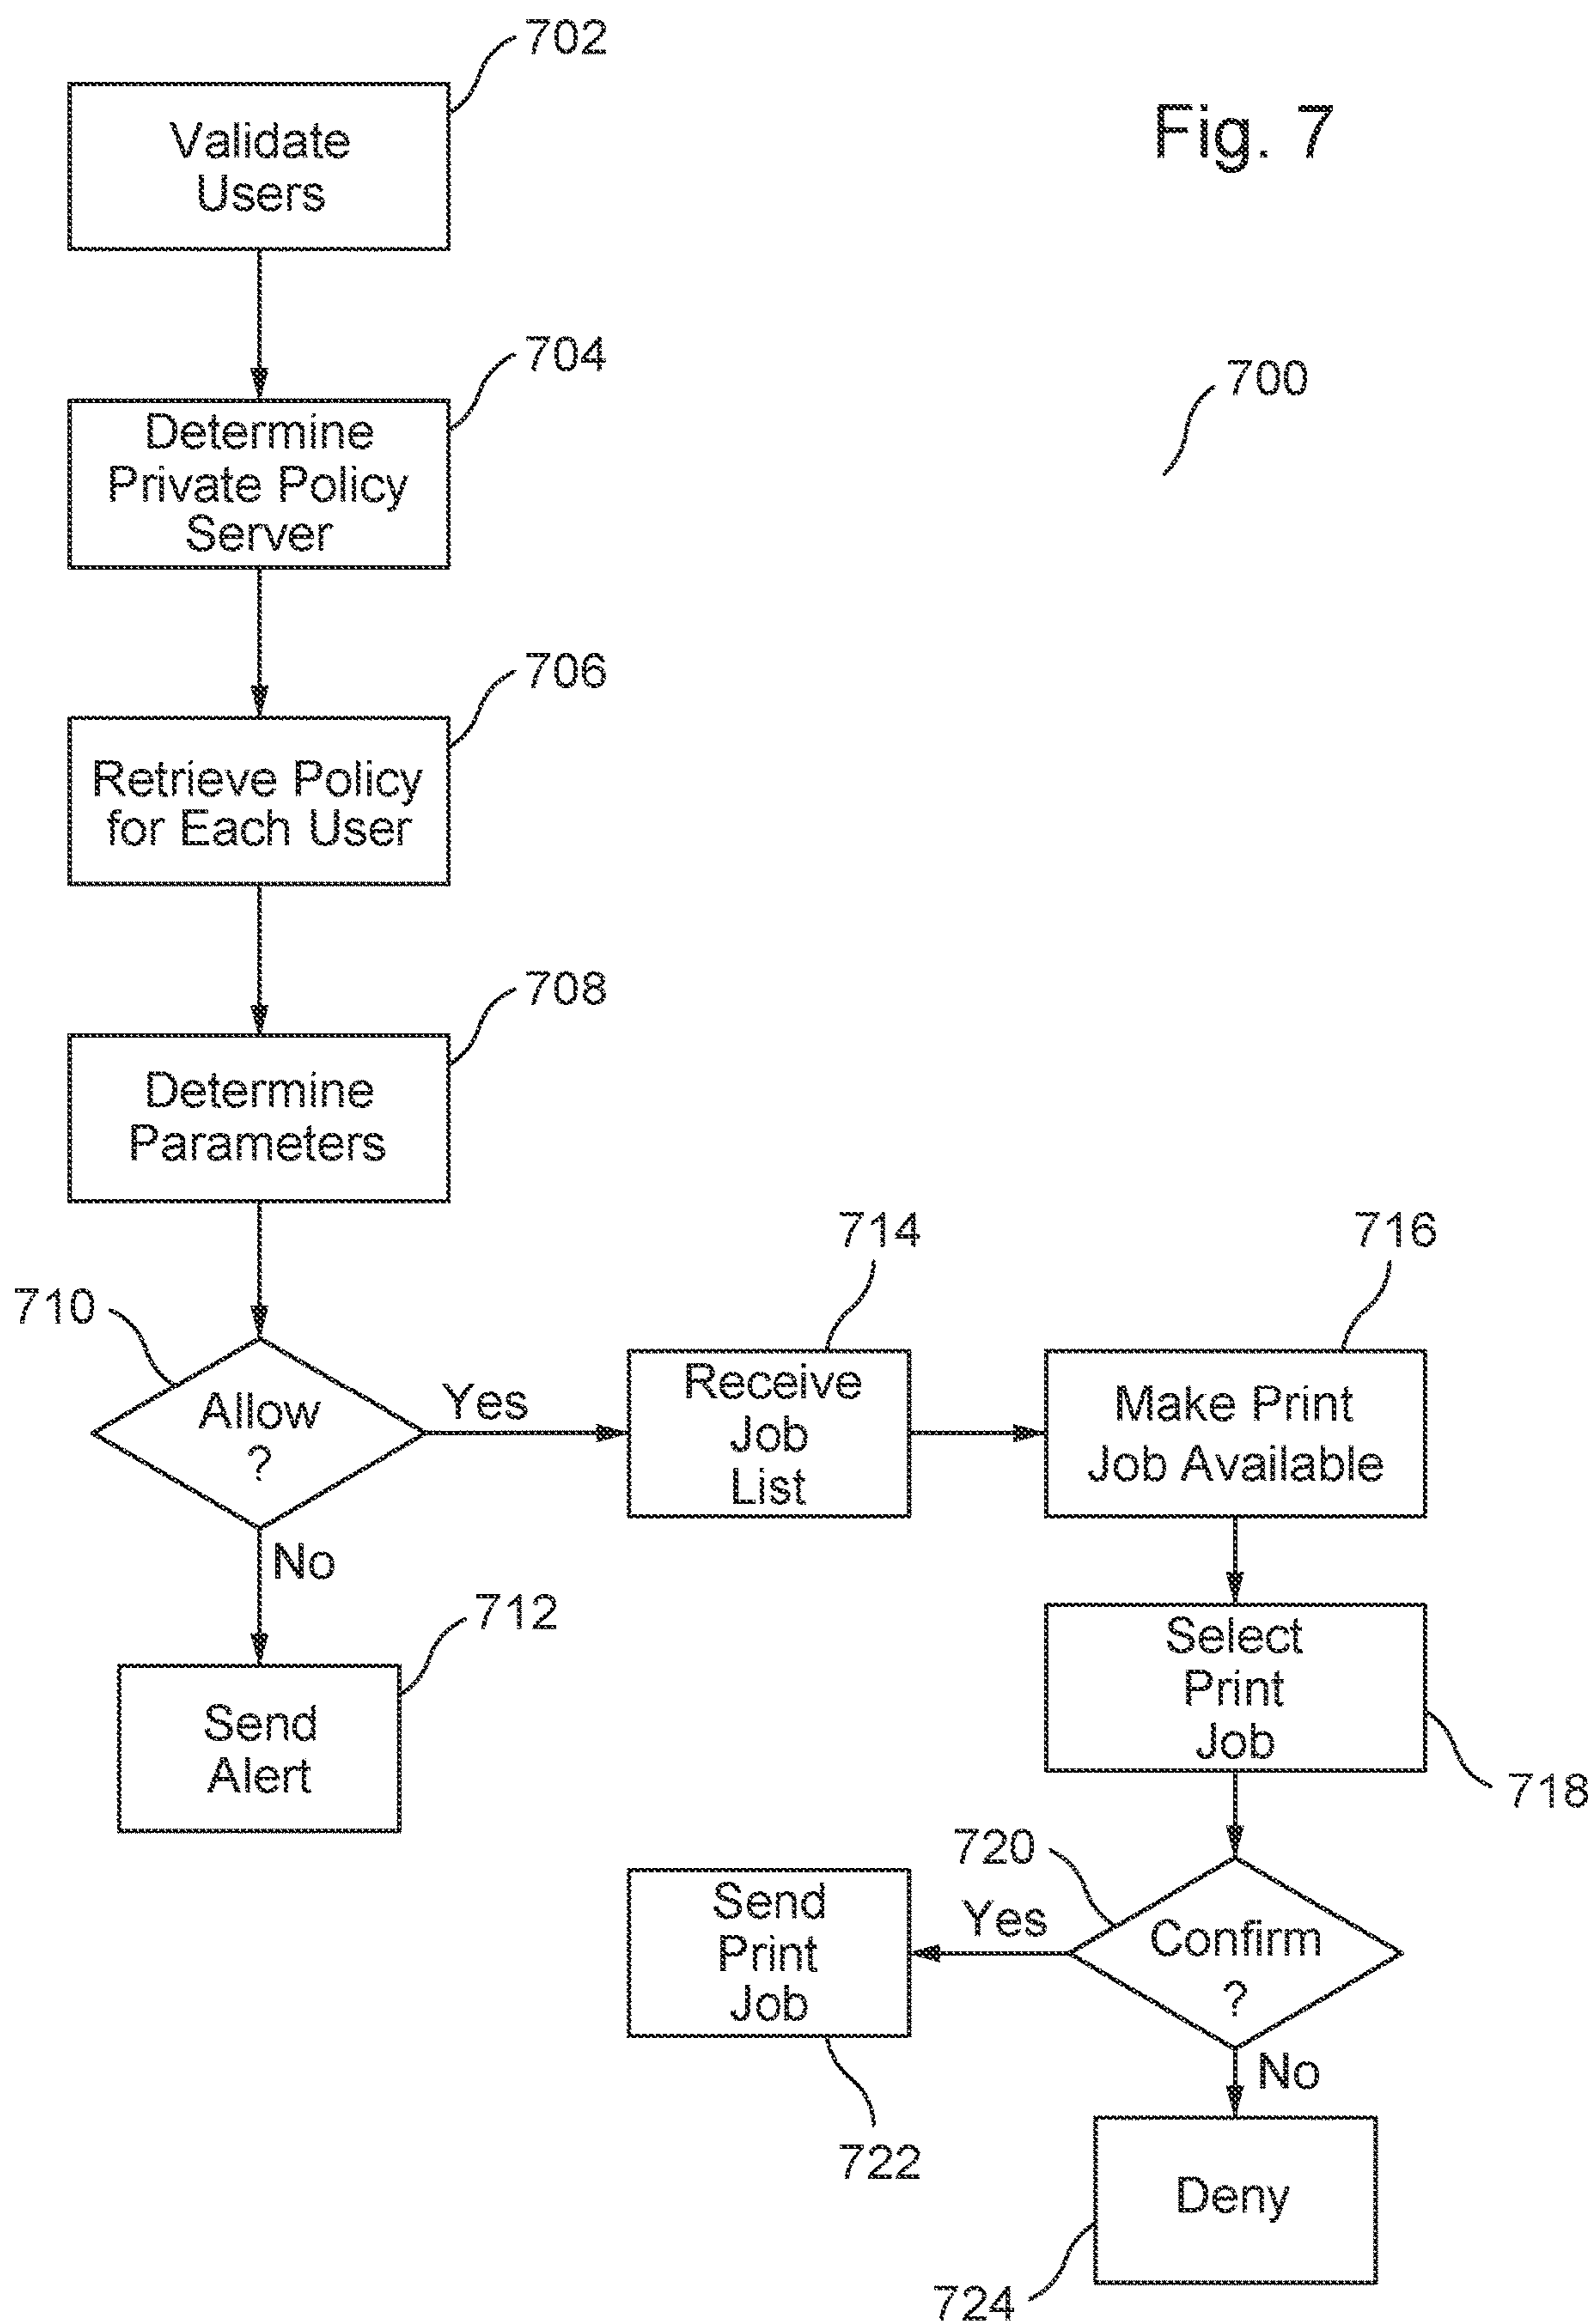 702
Fig. 7
Validate
Users
704
700
Determine
Private Policy
Server
706
Retrieve Policy
for Each User
708
Determine
Parameters
714
716
710
Allow
?
Yes
Receive
Job
List
Make Print
Job Available
No
712
Send
Alert
Select
Print
Job
718
720
Send
Print
Job
Yes
Confirm
?
No
722
Deny
724